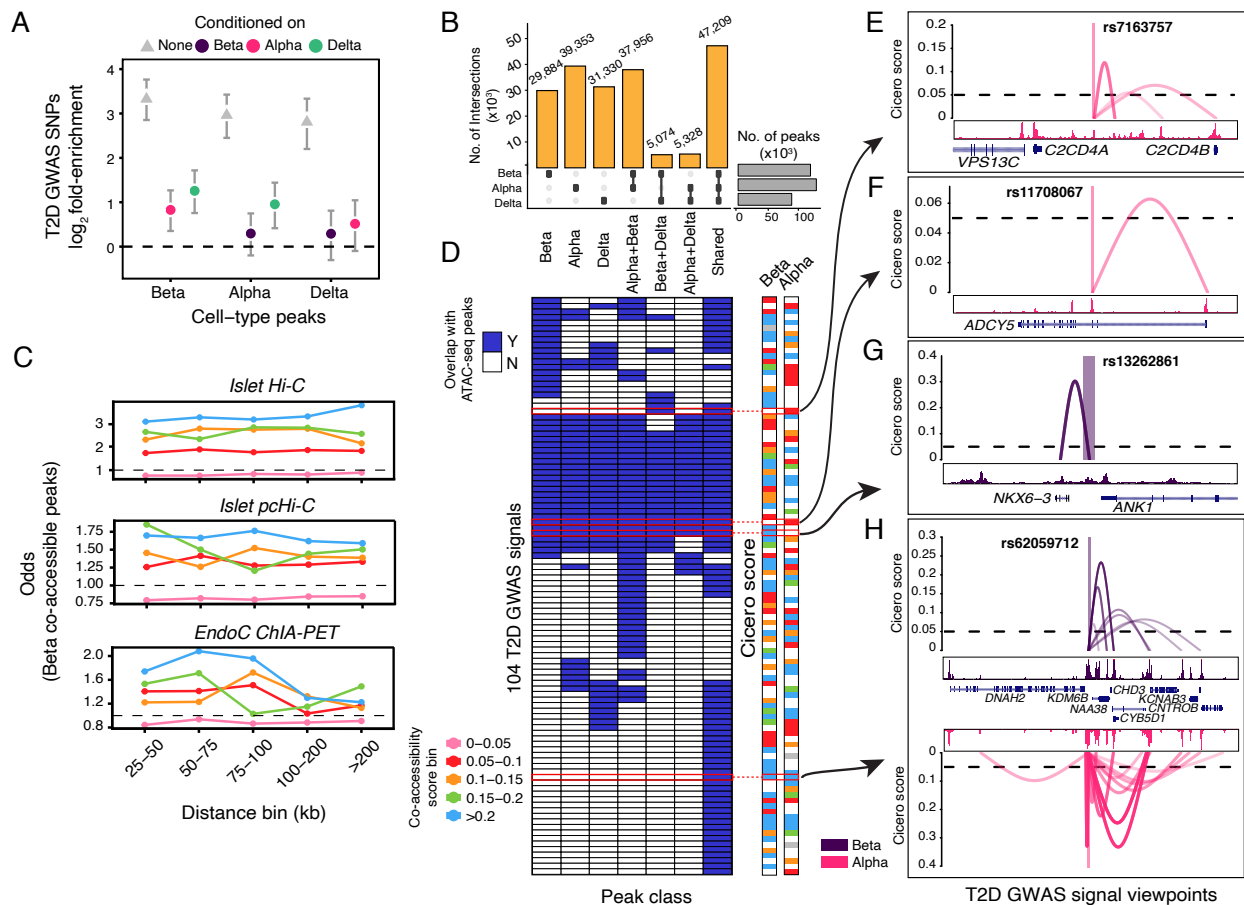 A
Conditioned on
None Beta Alpha Delta
T2D GWAS SNPs
log2 fold-enrichment
4
3
2
1
0
Beta Alpha Delta
Cell-type peaks
B
No. of Intersections
(x10³)
50
40
30
20
10
29,884
39,353
31,330
37,956
5,074
5,328
47,209
Beta
Alpha
Delta
No. of peaks
(x10³)
0 50 100
C
Islet Hi-C
3
2
1
Islet pcHi-C
1.75
1.50
1.25
1.00
0.75
EndoC ChIA-PET
2.0
1.6
1.2
0.8
Odds
(Beta co-accessible peaks)
25-50
50-75
75-100
100-200
>200
Distance bin (kb)
Co-accessibility
score bin
0-0.05
0.05-0.1
0.1-0.15
0.15-0.2
>0.2
D
Beta
Alpha
Delta
Alpha+Beta
Beta+Delta
Alpha+Delta
Shared
Beta
Alpha
Overlap with
ATAC-seq peaks
Y
N
104 T2D GWAS signals
Cicero score
Peak class
Beta
Alpha
E
rs7163757
Cicero score
0.2
0.15
0.1
0.05
0
VPS13C
C2CD4A
C2CD4B
F
rs11708067
Cicero score
0.06
0.04
0.02
0
ADCY5
G
rs13262861
Cicero score
0.4
0.3
0.2
0.1
0
NKX6-3
ANK1
H
rs62059712
Cicero score
0.3
0.2
0.1
0
DNAH2
KDM6B
NAA38
CYB5D1
CHD3
KCNAB3
CNTROB
Cicero score
0
0.1
0.2
0.3
0.4
T2D GWAS signal viewpoints